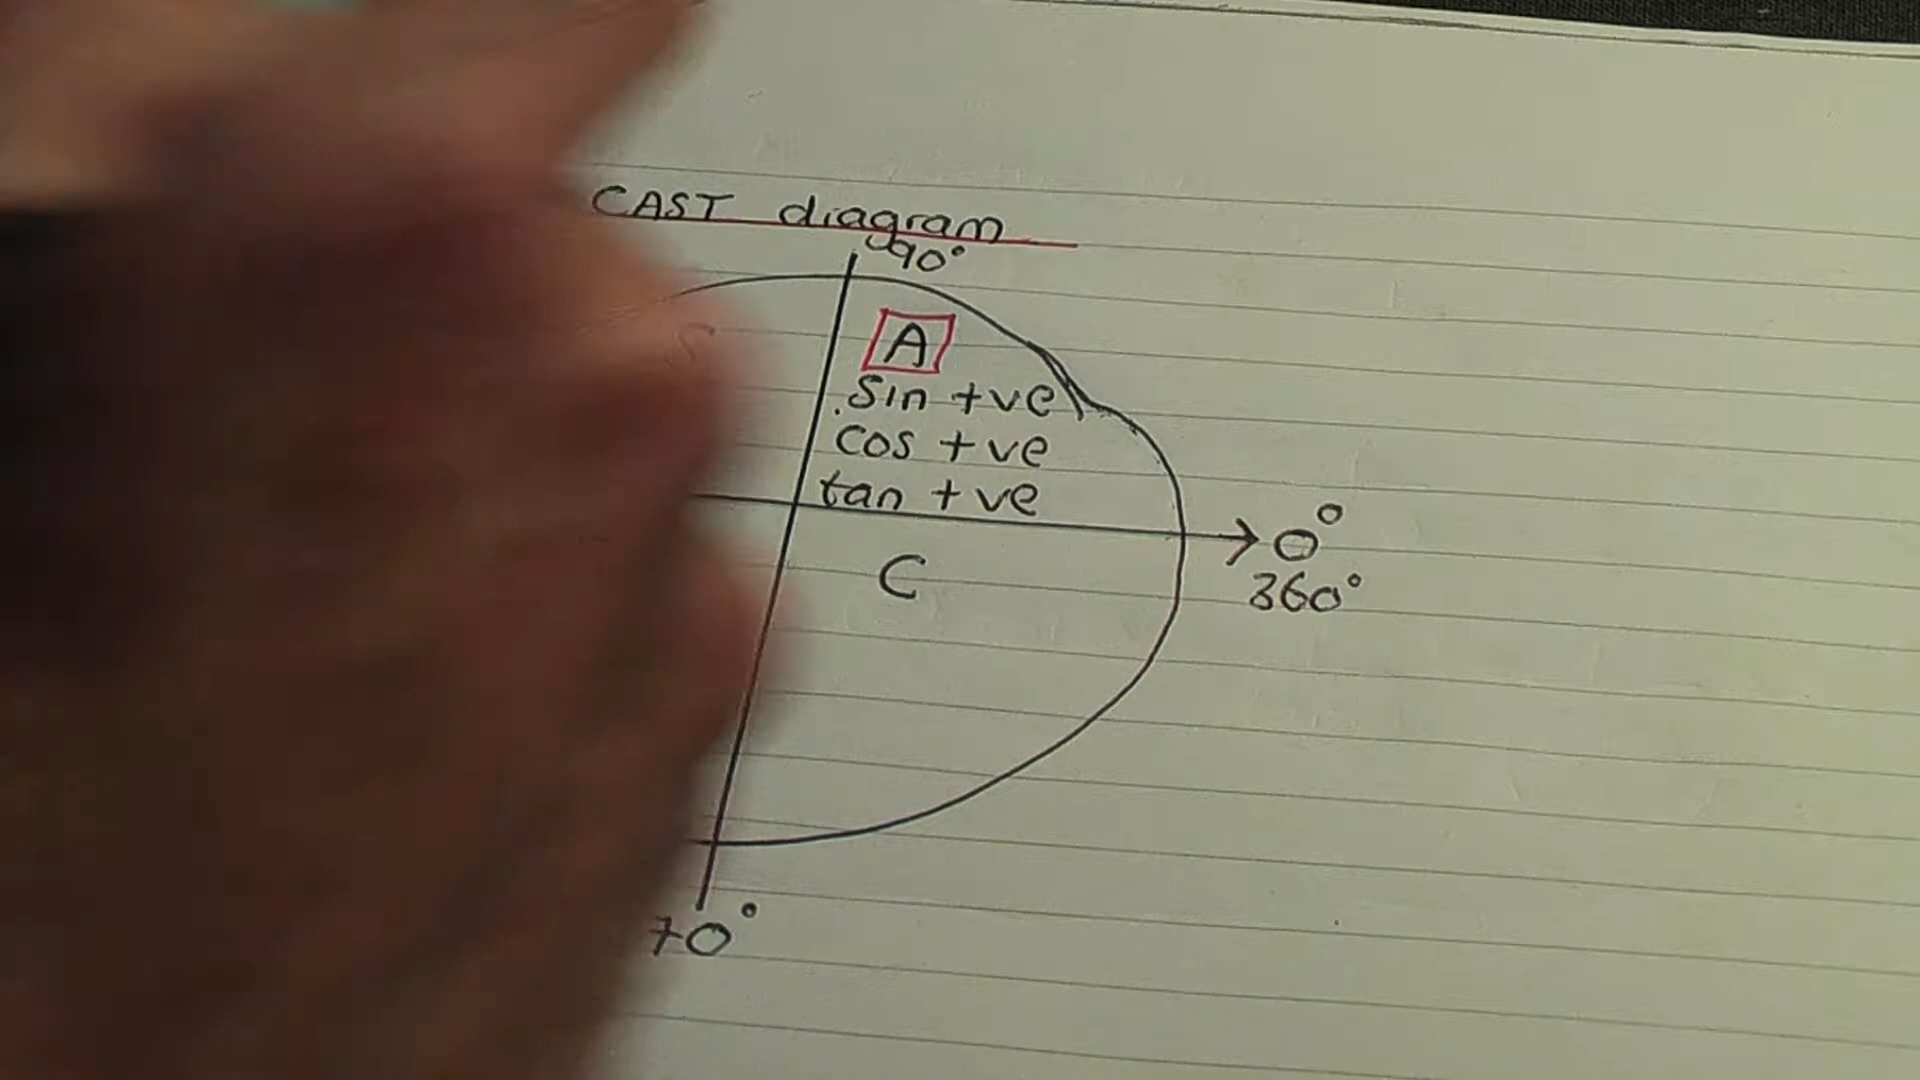 CAST diagram
90°
S
A
Sin +ve
cos +ve
tan +ve
0°
C
360°
70°